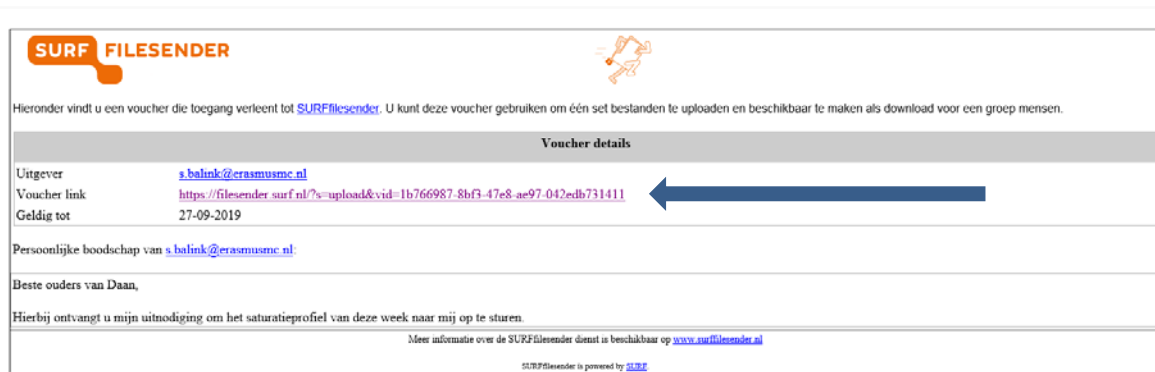 SURF FILESENDER
Hieronder vindt u een voucher die toegang verleent tot SURFfilesender. U kunt deze voucher gebruiken om één set bestanden te uploaden en beschikbaar te maken als download voor een groep mensen.
Voucher details
Uitgever s.balink@erasmusmc.nl
Voucher link https://filesender.surf.nl/?s=upload&vid=1b766987-8bf3-47e8-ae97-042edb731411
Geldig tot 27-09-2019
Persoonlijke boodschap van s.balink@erasmusmc.nl:
Beste ouders van Daan,
Hierbij ontvangt u mijn uitnodiging om het saturatieprofiel van deze week naar mij op te sturen.
Meer informatie over de SURFfilesender dienst is beschikbaar op www.surffilesender.nl
SURFfilesender is powered by SURF.